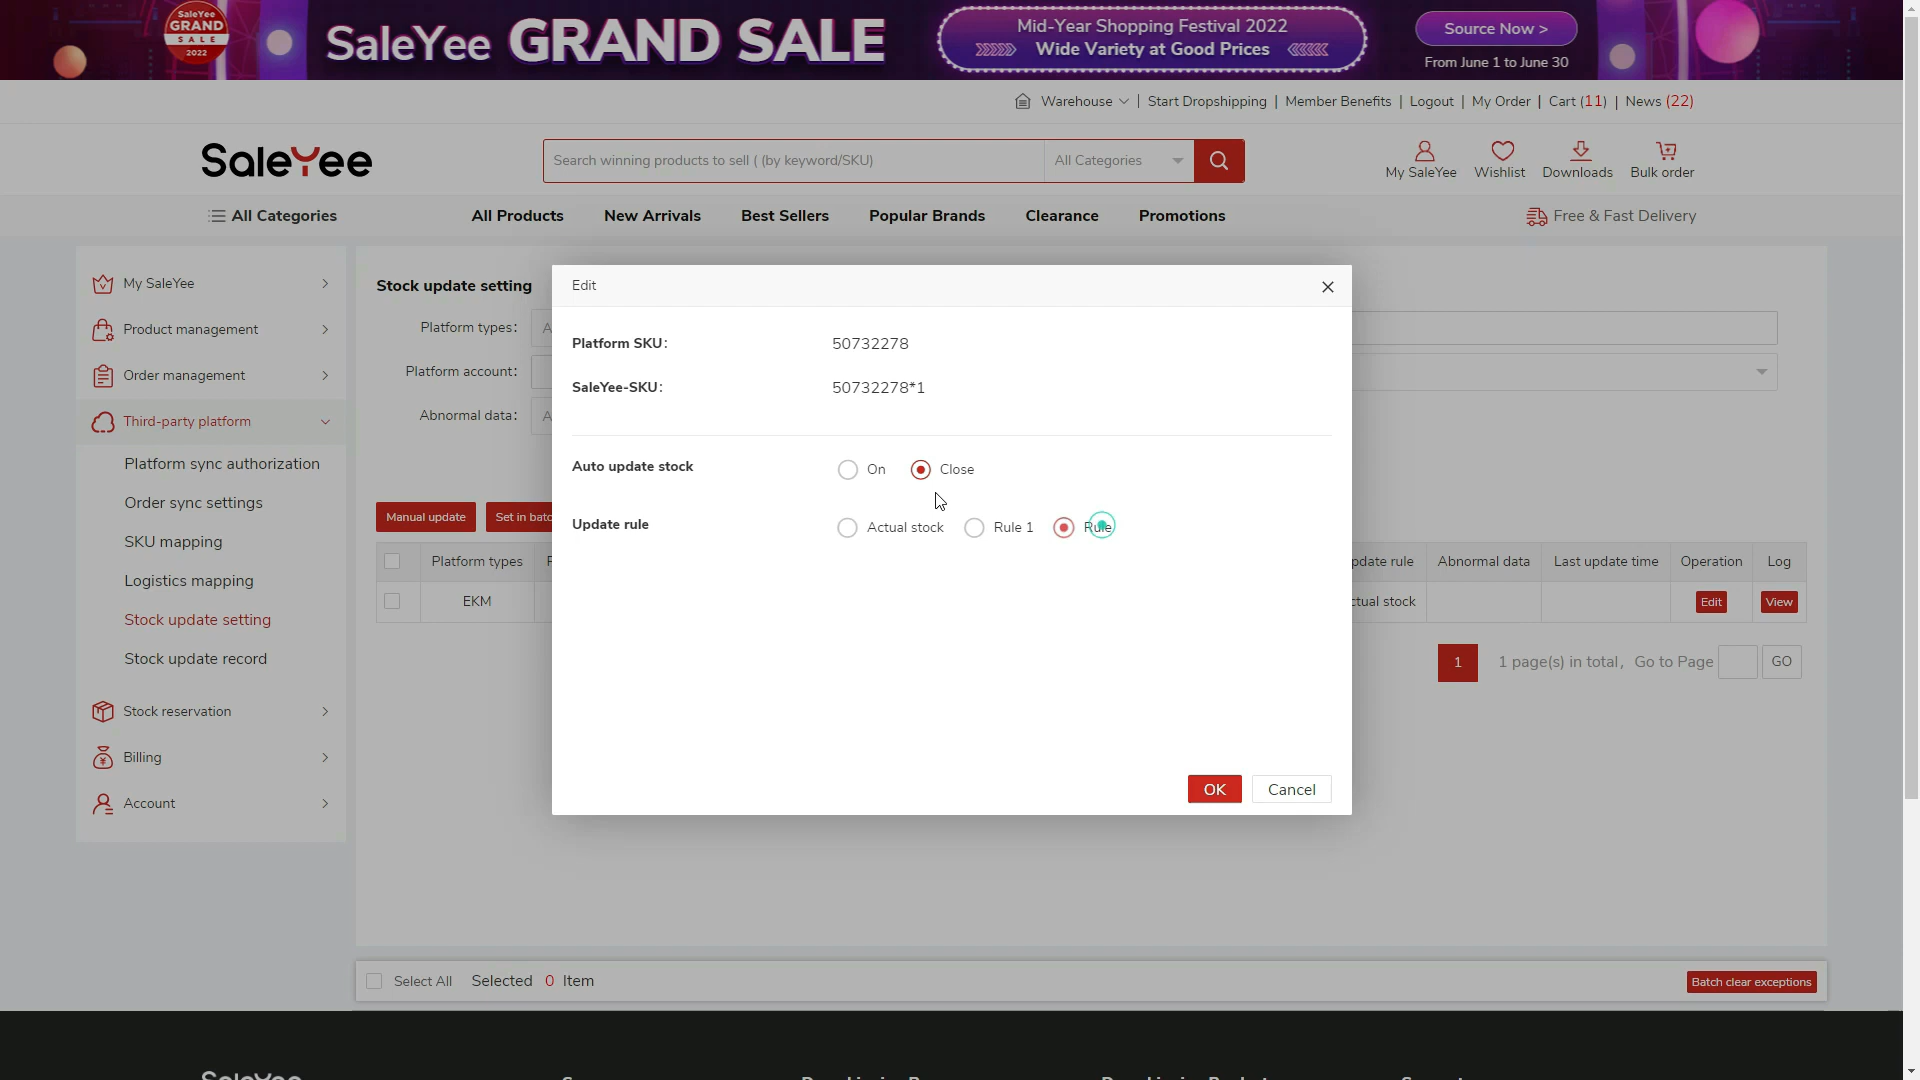 SaleYee
GRAND
SALE
2022
SaleYee GRAND SALE
Mid-Year Shopping Festival 2022
Wide Variety at Good Prices
Source Now >
From June 1 to June 30
Warehouse | Start Dropshipping | Member Benefits | Logout | My Order | Cart (11) | News (22)
SaleYee
Search winning products to sell ( (by keyword/SKU)
All Categories
My SaleYee
Wishlist
Downloads
Bulk order
All Categories
All Products
New Arrivals
Best Sellers
Popular Brands
Clearance
Promotions
Free & Fast Delivery
My SaleYee
Product management
Order management
Third-party platform
Platform sync authorization
Order sync settings
SKU mapping
Logistics mapping
Stock update setting
Stock update record
Stock reservation
Billing
Account
Stock update setting
Platform types:
Platform account:
Abnormal data:
Manual update
Set in batc
Platform types
pdate rule
Abnormal data
Last update time
Operation
Log
EKM
ctual stock
Edit
View
1
1 page(s) in total, Go to Page
GO
Edit
Platform SKU: 50732278
SaleYee-SKU: 50732278*1
Auto update stock On Close
Update rule Actual stock Rule 1 Rule
OK
Cancel
Select All Selected 0 Item
Batch clear exceptions